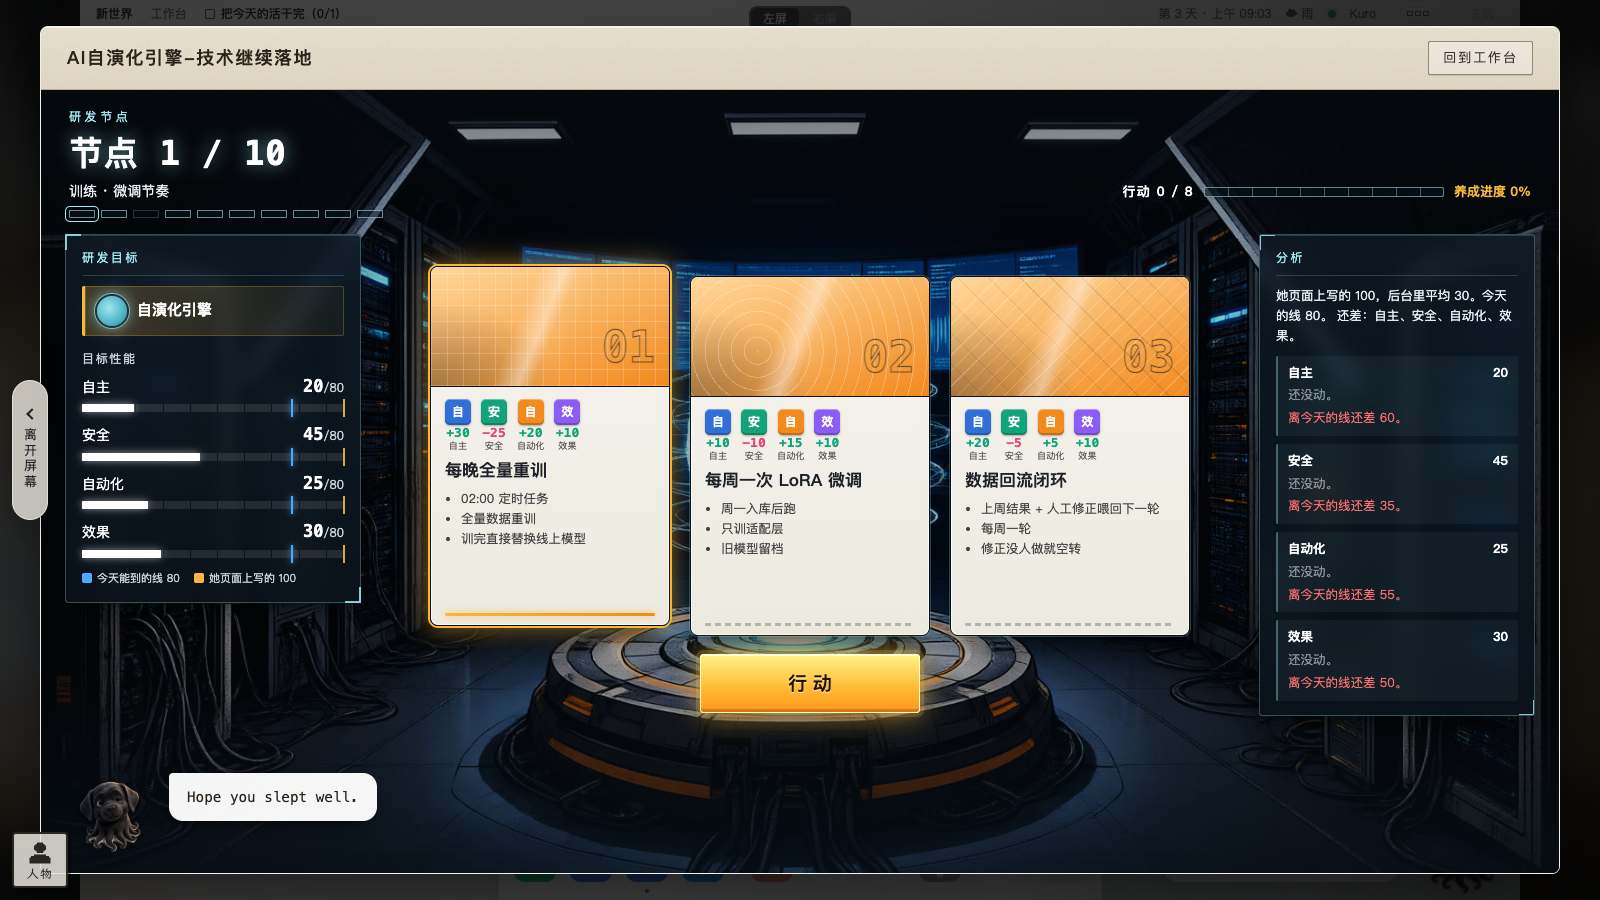 新世界 工作台 把今天的活干完 (0/1)
左屏 右屏
第 3 天 · 上午 09:03 雨 Kuro
AI自演化引擎–技术继续落地
回到工作台
研发节点
节点 1 / 10
训练 · 微调节奏
行动 0 / 8
养成进度 0%
研发目标
自演化引擎
目标性能
自主 20/80
安全 45/80
自动化 25/80
效果 30/80
今天能到的线 80 她页面上写的 100
01
自 安 自 效
+30 −25 +20 +10
自主 安全 自动化 效果
每晚全量重训
02:00 定时任务
全量数据重训
训完直接替换线上模型
02
自 安 自 效
+10 −10 +15 +10
自主 安全 自动化 效果
每周一次 LoRA 微调
周一入库后跑
只训适配层
旧模型留档
03
自 安 自 效
+20 −5 +5 +10
自主 安全 自动化 效果
数据回流闭环
上周结果 + 人工修正喂回下一轮
每周一轮
修正没人做就空转
行动
分析
她页面上写的 100，后台里平均 30。今天
的线 80。 还差：自主、安全、自动化、效
果。
自主 20
还没动。
离今天的线还差 60。
安全 45
还没动。
离今天的线还差 35。
自动化 25
还没动。
离今天的线还差 55。
效果 30
还没动。
离今天的线还差 50。
离开屏幕
Hope you slept well.
人物